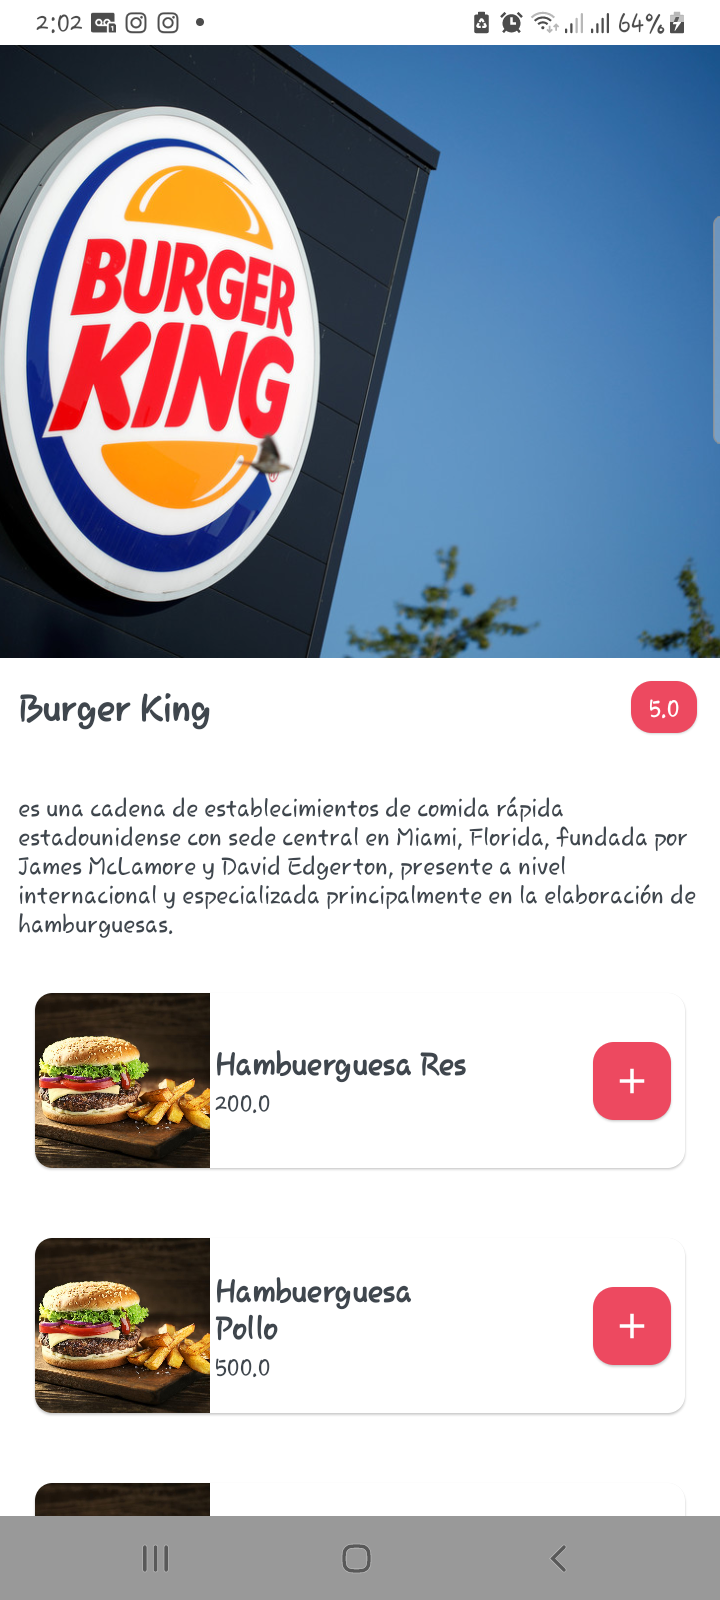 2:02
64%
BURGER
KING
Burger King
5.0
es una cadena de establecimientos de comida rápida
estadounidense con sede central en Miami, Florida, fundada por
James McLamore y David Edgerton, presente a nivel
internacional y especializada principalmente en la elaboración de
hamburguesas.
Hambuerguesa Res
200.0
+
Hambuerguesa
Pollo
500.0
+